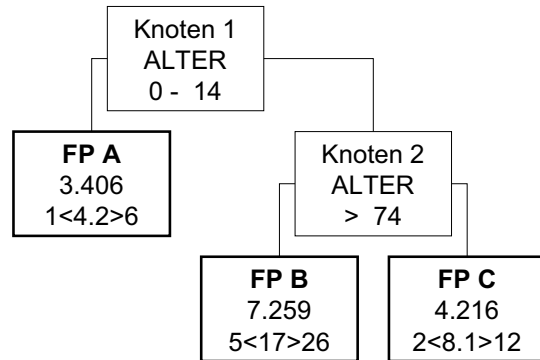 Knoten 1
ALTER
0 - 14
FP A
3.406
1<4.2>6
Knoten 2
ALTER
> 74
FP B
7.259
5<17>26
FP C
4.216
2<8.1>12